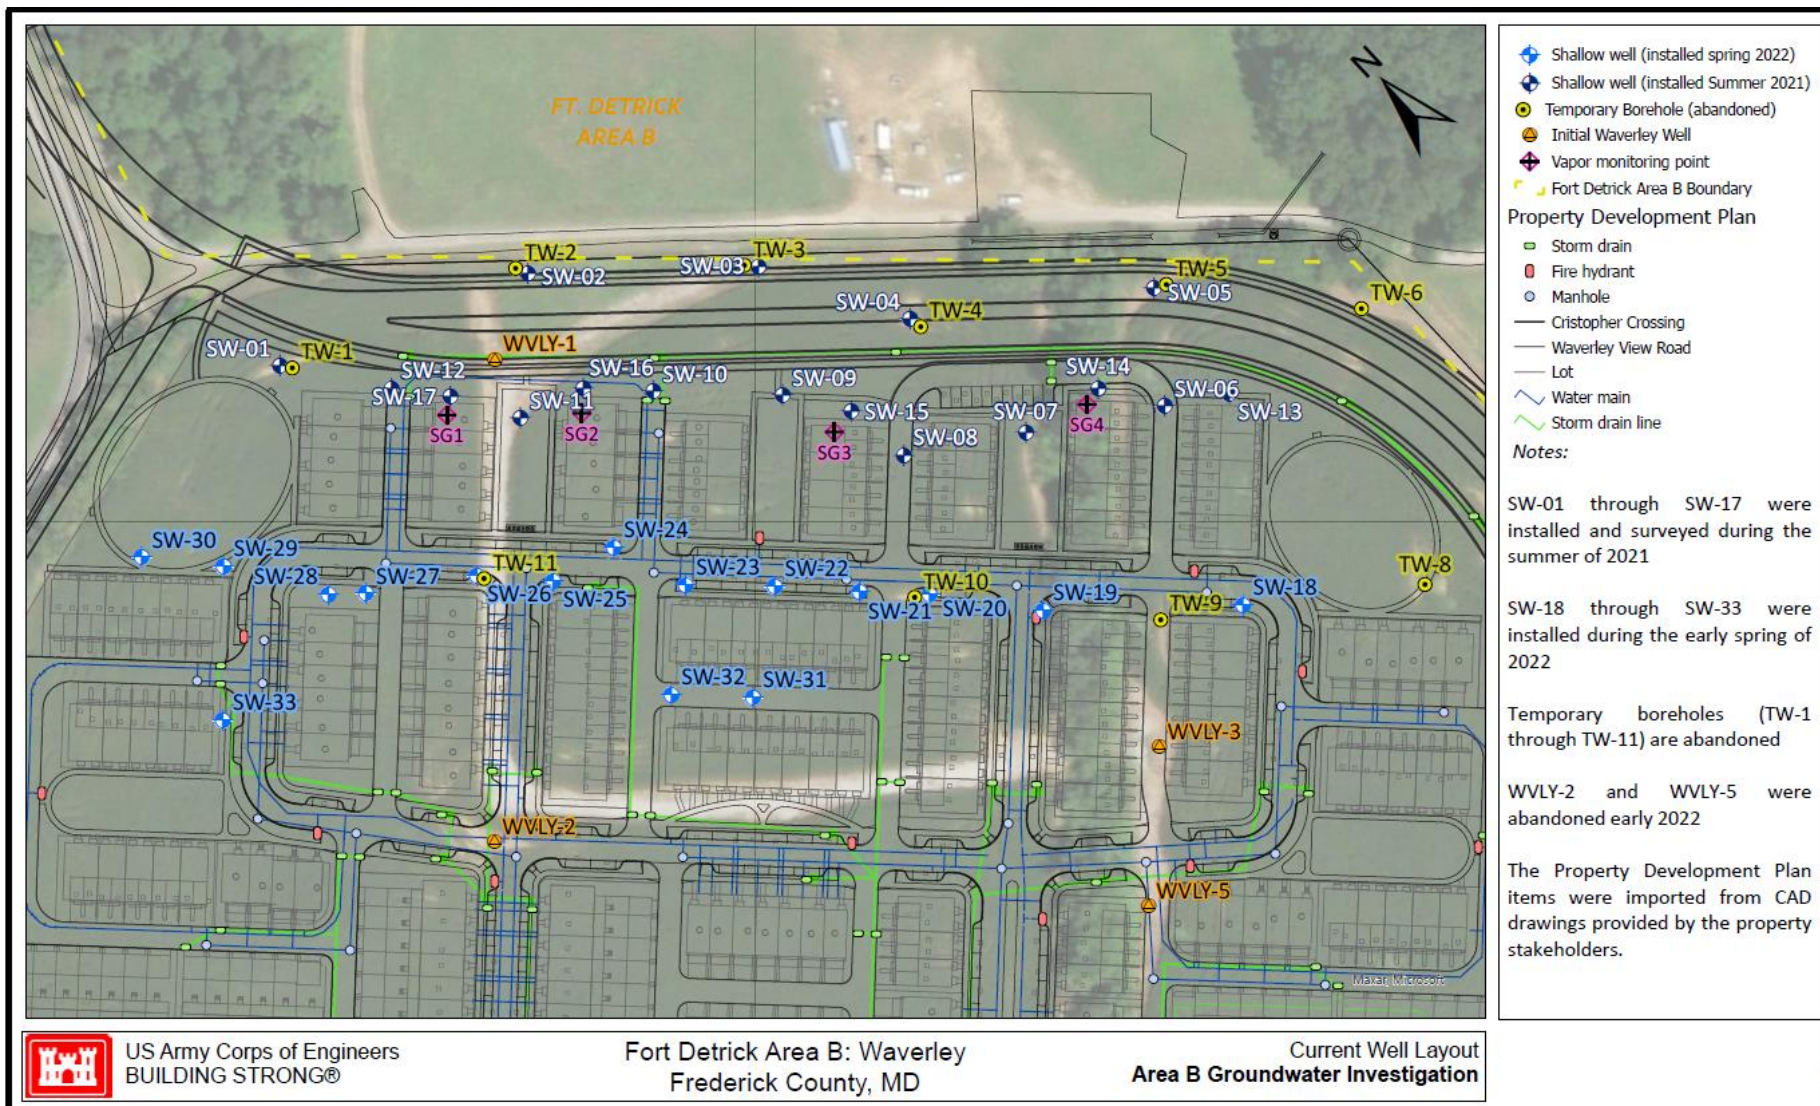 FT. DETRICK
AREA B
N
TW-2
SW-02
SW-03
TW-3
TW-5
SW-05
TW-6
SW-04
TW-4
WVLY-1
SW-01
TW-1
SW-12
SW-17
SW-16
SW-10
SW-09
SW-14
SW-06
SW-11
SW-15
SW-07
SW-13
SG1
SG2
SG3
SG4
SW-08
SW-24
SW-30
SW-29
SW-28
SW-27
TW-11
SW-26
SW-25
SW-23
SW-22
SW-21
TW-10
SW-20
SW-19
TW-9
SW-18
TW-8
SW-33
SW-32
SW-31
WVLY-3
WVLY-2
WVLY-5
Maxar, Microsoft
Shallow well (installed spring 2022)
Shallow well (installed Summer 2021)
Temporary Borehole (abandoned)
Initial Waverley Well
Vapor monitoring point
Fort Detrick Area B Boundary
Property Development Plan
Storm drain
Fire hydrant
Manhole
Cristopher Crossing
Waverley View Road
Lot
Water main
Storm drain line
Notes:
SW-01 through SW-17 were
installed and surveyed during the
summer of 2021
SW-18 through SW-33 were
installed during the early spring of
2022
Temporary boreholes (TW-1
through TW-11) are abandoned
WVLY-2 and WVLY-5 were
abandoned early 2022
The Property Development Plan
items were imported from CAD
drawings provided by the property
stakeholders.
US Army Corps of Engineers
BUILDING STRONG®
Fort Detrick Area B: Waverley
Frederick County, MD
Current Well Layout
Area B Groundwater Investigation